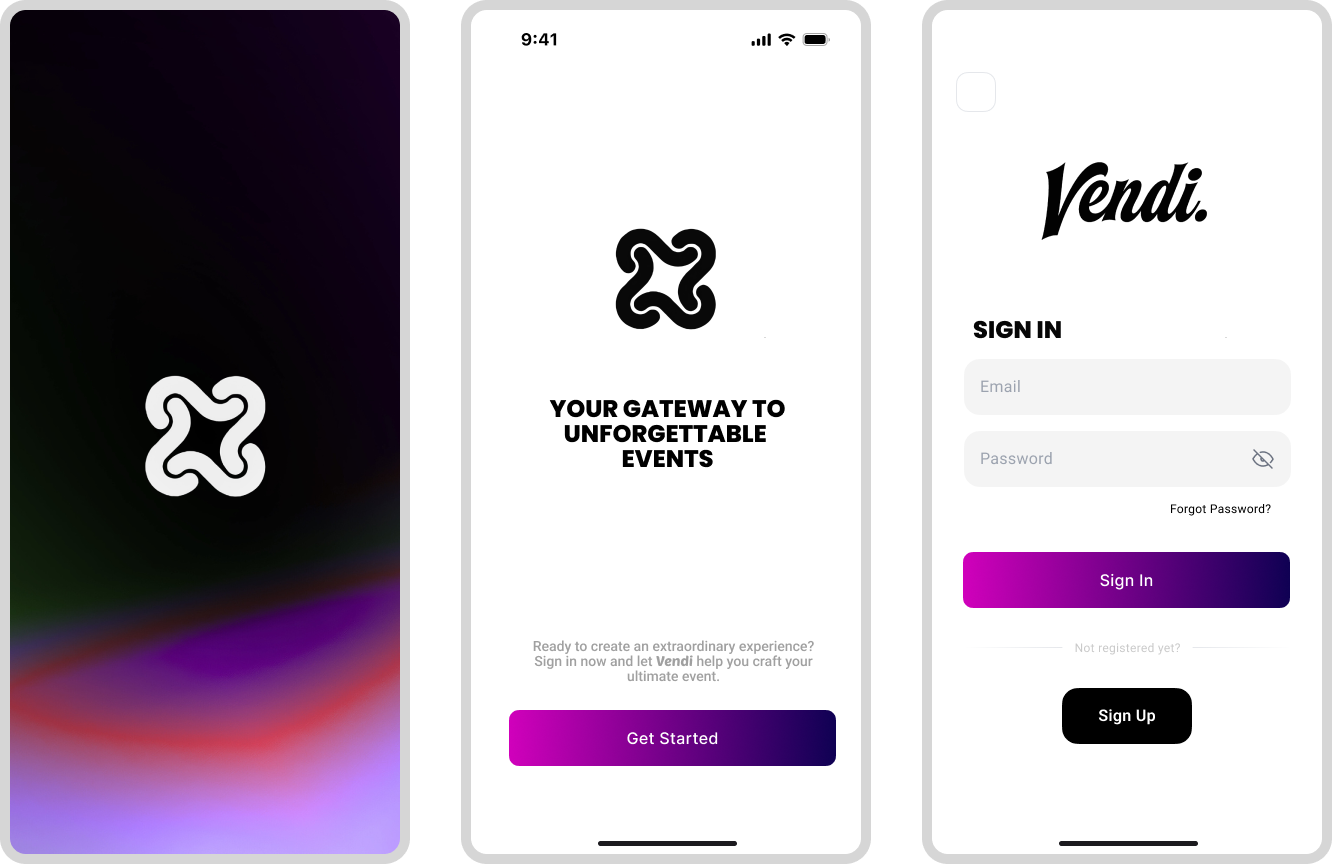 9:41
YOUR GATEWAY TO
UNFORGETTABLE
EVENTS
Ready to create an extraordinary experience?
Sign in now and let Vendi help you craft your
ultimate event.
Get Started
Vendi.
SIGN IN
Email
Password
Forgot Password?
Sign In
Not registered yet?
Sign Up